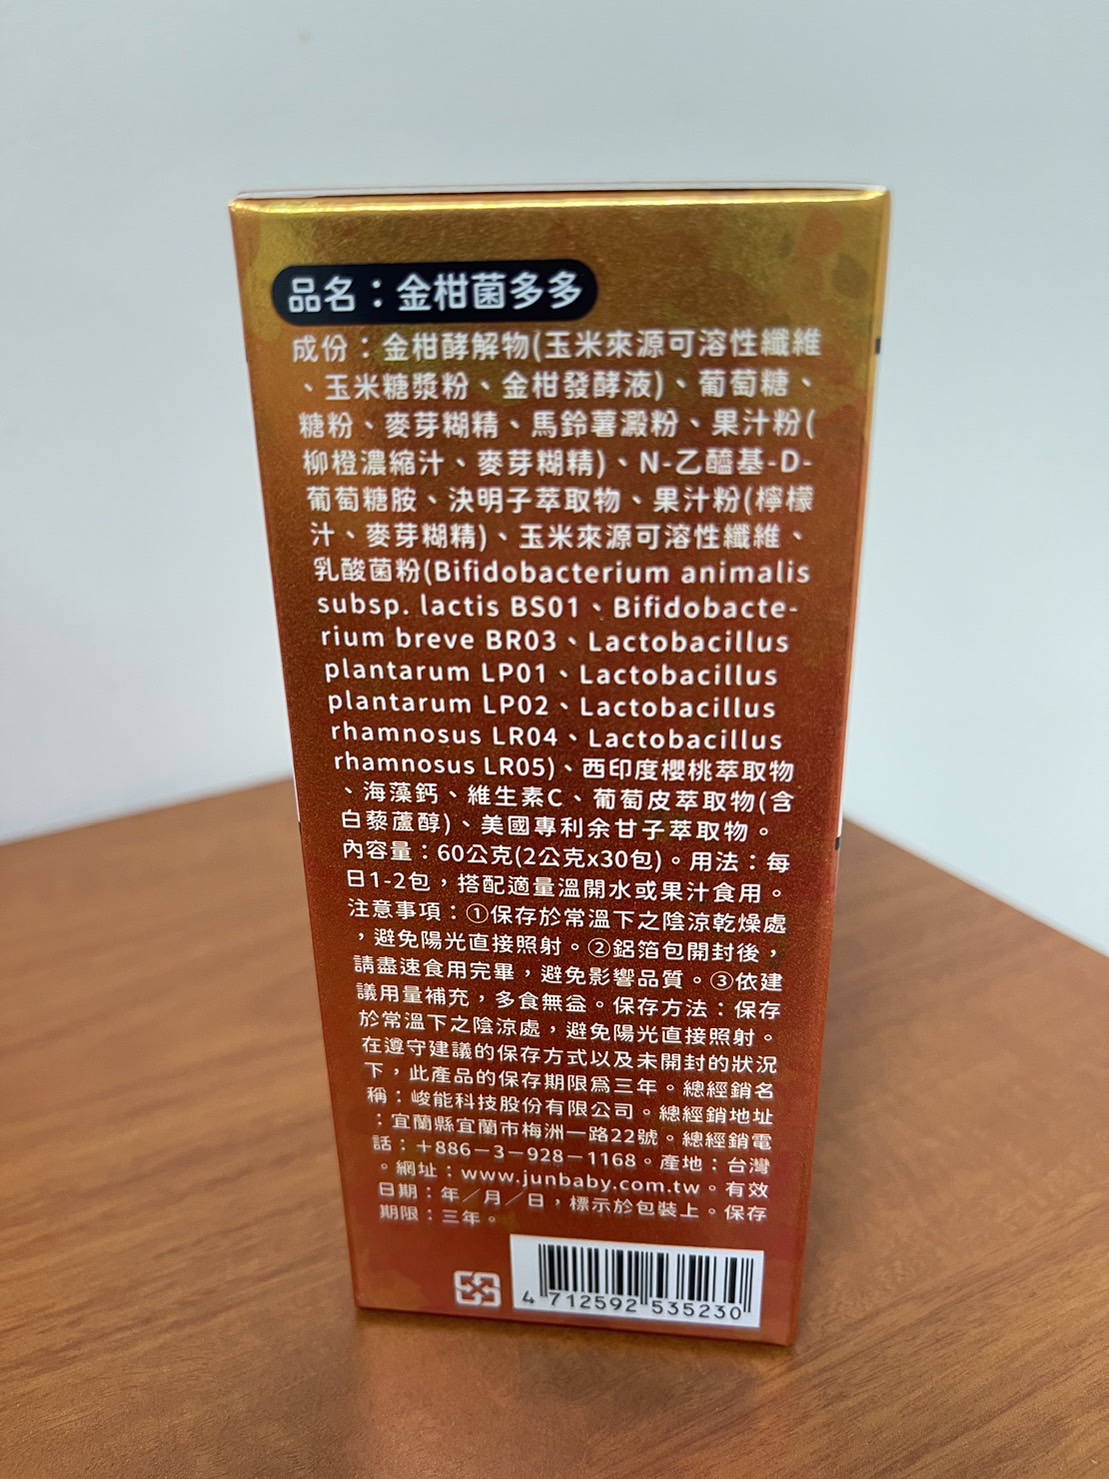 品名：金柑菌多多
成份：金柑酵解物(玉米來源可溶性纖維
、玉米糖漿粉、金柑發酵液)、葡萄糖、
糖粉、麥芽糊精、馬鈴薯澱粉、果汁粉(
柳橙濃縮汁、麥芽糊精)、N-乙醯基-D-
葡萄糖胺、決明子萃取物、果汁粉(檸檬
汁、麥芽糊精)、玉米來源可溶性纖維、
乳酸菌粉(Bifidobacterium animalis
subsp. lactis BS01、Bifidobacte-
rium breve BR03、Lactobacillus
plantarum LP01、Lactobacillus
plantarum LP02、Lactobacillus
rhamnosus LR04、Lactobacillus
rhamnosus LR05)、西印度櫻桃萃取物
、海藻鈣、維生素C、葡萄皮萃取物(含
白藜蘆醇)、美國專利余甘子萃取物。
內容量：60公克(2公克x30包)。用法：每
日1-2包，搭配適量溫開水或果汁食用。
注意事項：①保存於常溫下之陰涼乾燥處
，避免陽光直接照射。②鋁箔包開封後，
請盡速食用完畢，避免影響品質。③依建
議用量補充，多食無益。保存方法：保存
於常溫下之陰涼處，避免陽光直接照射。
在遵守建議的保存方式以及未開封的狀況
下，此產品的保存期限為三年。總經銷名
稱：峻能科技股份有限公司。總經銷地址
：宜蘭縣宜蘭市梅洲一路22號。總經銷電
話：＋886－3－928－1168。產地：台灣
。網址：www.junbaby.com.tw。有效
日期：年／月／日，標示於包裝上。保存
期限：三年。
4 712592 535230